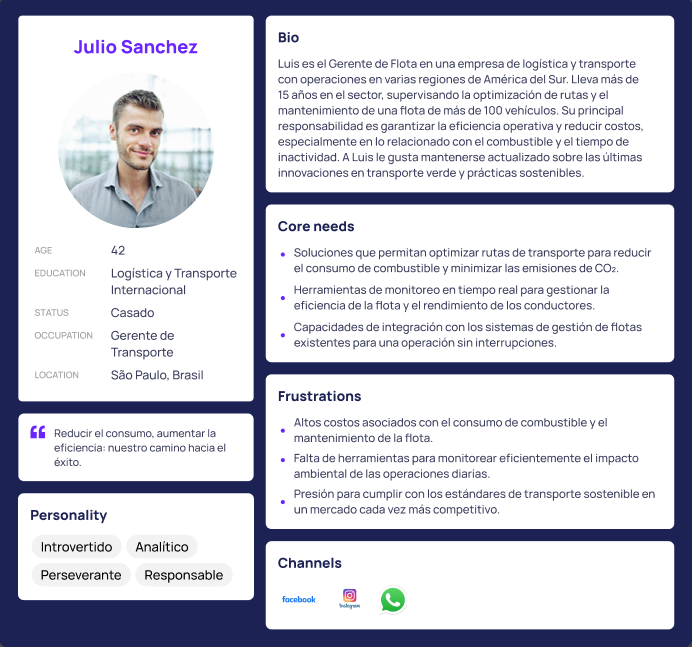 Julio Sanchez
AGE 42
EDUCATION Logística y Transporte
Internacional
STATUS Casado
OCCUPATION Gerente de
Transporte
LOCATION São Paulo, Brasil
Reducir el consumo, aumentar la
eficiencia: nuestro camino hacia el
éxito.
Personality
Introvertido Analítico
Perseverante Responsable
Bio
Luis es el Gerente de Flota en una empresa de logística y transporte
con operaciones en varias regiones de América del Sur. Lleva más de
15 años en el sector, supervisando la optimización de rutas y el
mantenimiento de una flota de más de 100 vehículos. Su principal
responsabilidad es garantizar la eficiencia operativa y reducir costos,
especialmente en lo relacionado con el combustible y el tiempo de
inactividad. A Luis le gusta mantenerse actualizado sobre las últimas
innovaciones en transporte verde y prácticas sostenibles.
Core needs
• Soluciones que permitan optimizar rutas de transporte para reducir
el consumo de combustible y minimizar las emisiones de CO₂.
• Herramientas de monitoreo en tiempo real para gestionar la
eficiencia de la flota y el rendimiento de los conductores.
• Capacidades de integración con los sistemas de gestión de flotas
existentes para una operación sin interrupciones.
Frustrations
• Altos costos asociados con el consumo de combustible y el
mantenimiento de la flota.
• Falta de herramientas para monitorear eficientemente el impacto
ambiental de las operaciones diarias.
• Presión para cumplir con los estándares de transporte sostenible en
un mercado cada vez más competitivo.
Channels
facebook Instagram